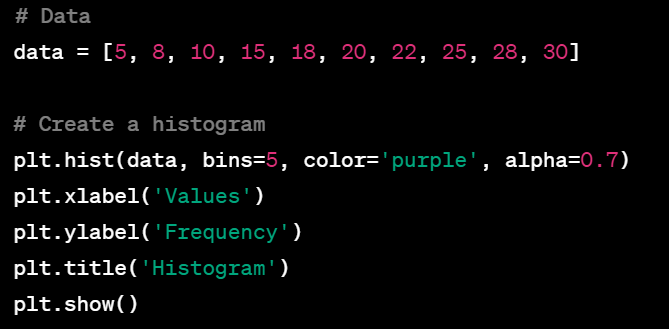 # Data
data = [5, 8, 10, 15, 18, 20, 22, 25, 28, 30]
# Create a histogram
plt.hist(data, bins=5, color='purple', alpha=0.7)
plt.xlabel('Values')
plt.ylabel('Frequency')
plt.title('Histogram')
plt.show()